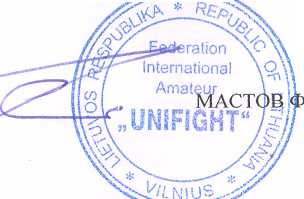 LIETUVOS RESPUBLIKA * REPUBLIC OF LITHUANIA
* VILNIUS *
Federation
International
Amateur
„UNIFIGHT“
МАСТОВ Ф